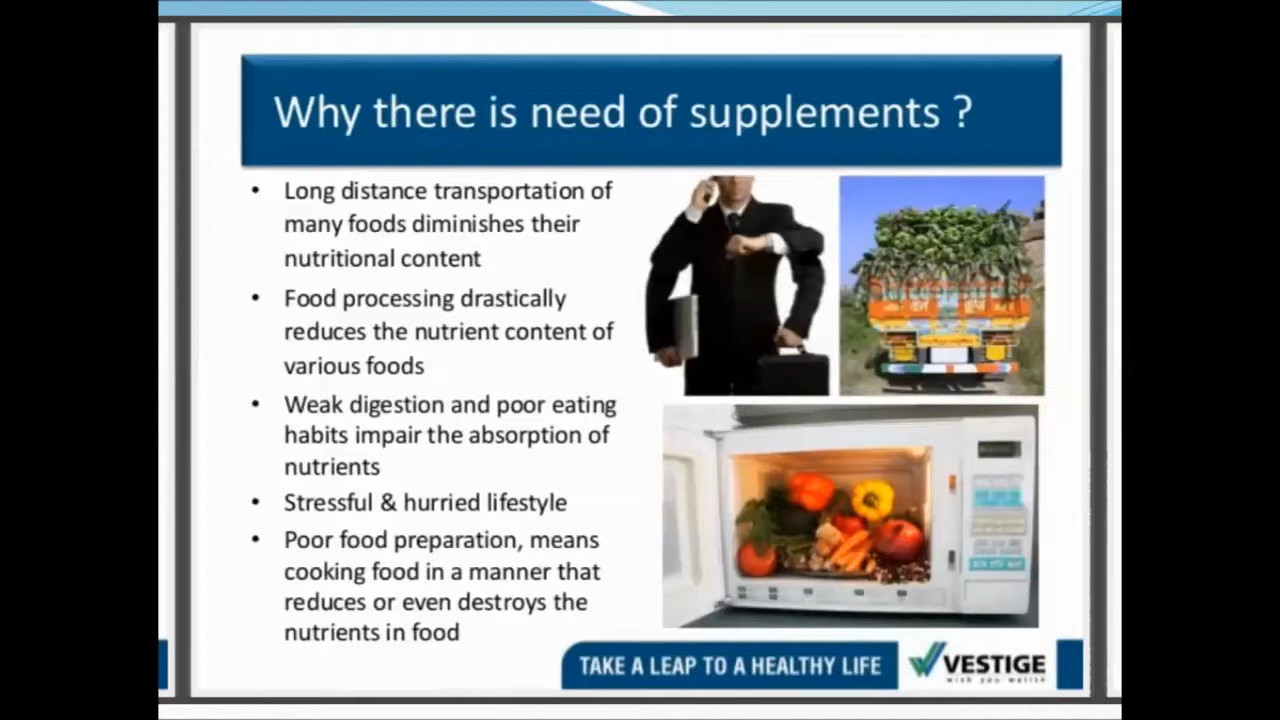 Why there is need of supplements ?
• Long distance transportation of
many foods diminishes their
nutritional content
• Food processing drastically
reduces the nutrient content of
various foods
• Weak digestion and poor eating
habits impair the absorption of
nutrients
• Stressful & hurried lifestyle
• Poor food preparation, means
cooking food in a manner that
reduces or even destroys the
nutrients in food
TAKE A LEAP TO A HEALTHY LIFE
VESTIGE
wish you wellth